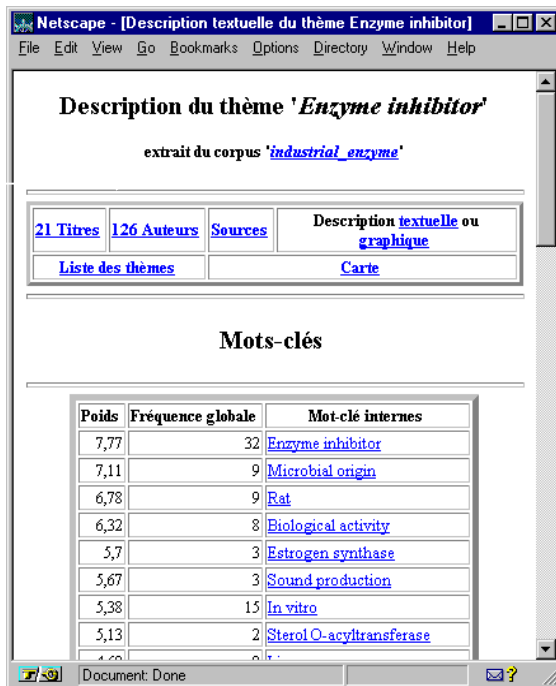 Netscape - [Description textuelle du thème Enzyme inhibitor]
File Edit View Go Bookmarks Options Directory Window Help
Description du thème 'Enzyme inhibitor'
extrait du corpus 'industrial_enzyme'
21 Titres 126 Auteurs Sources Description textuelle ou
graphique
Liste des thèmes Carte
Mots-clés
Poids Fréquence globale Mot-clé internes
7,77 32 Enzyme inhibitor
7,11 9 Microbial origin
6,78 9 Rat
6,32 8 Biological activity
5,7 3 Estrogen synthase
5,67 3 Sound production
5,38 15 In vitro
5,13 2 Sterol O-acyltransferase
Document: Done